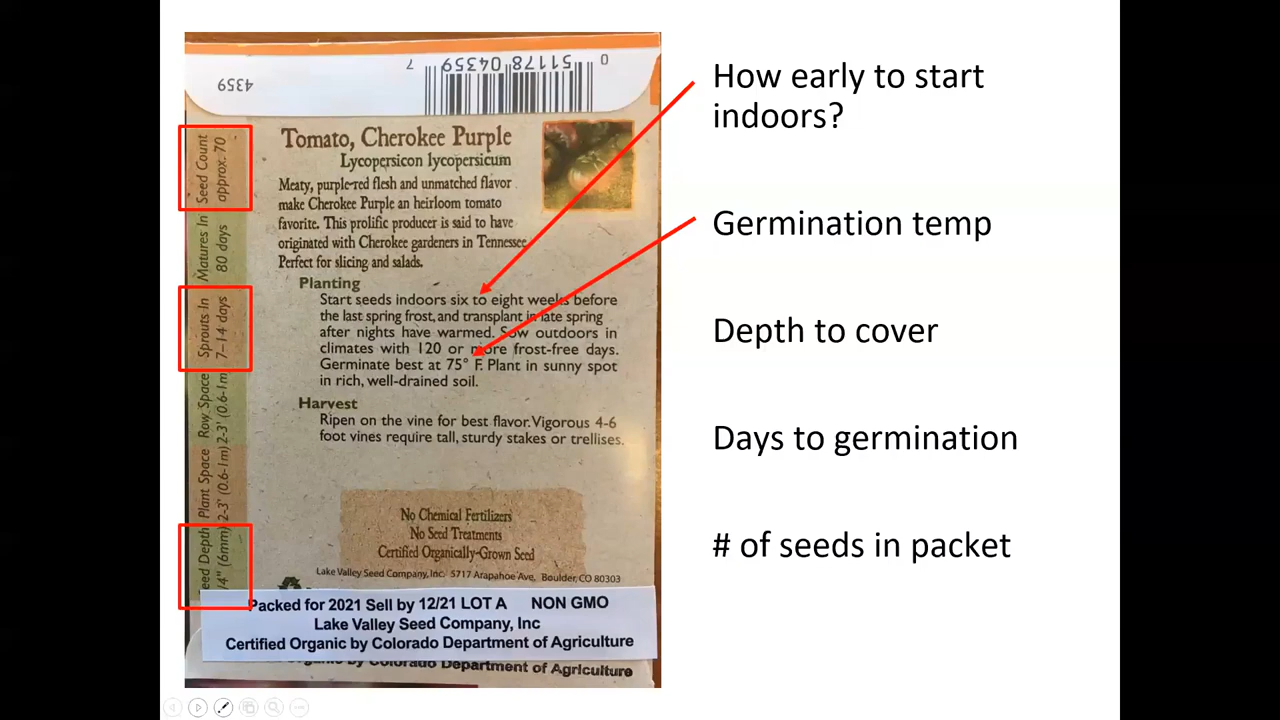 0 51178 04359 7
4359
Seed Count
approx. 70
Matures In
80 days
Sprouts In
7–14 days
Row Space
2-3' (0.6-1m)
Plant Space
2-3' (0.6-1m)
eed Depth
/4" (6mm)
Tomato, Cherokee Purple
Lycopersicon lycopersicum
Meaty, purple-red flesh and unmatched flavor
make Cherokee Purple an heirloom tomato
favorite. This prolific producer is said to have
originated with Cherokee gardeners in Tennessee.
Perfect for slicing and salads.
Planting
Start seeds indoors six to eight weeks before
the last spring frost, and transplant in late spring
after nights have warmed. Sow outdoors in
climates with 120 or more frost-free days.
Germinate best at 75° F. Plant in sunny spot
in rich, well-drained soil.
Harvest
Ripen on the vine for best flavor. Vigorous 4-6
foot vines require tall, sturdy stakes or trellises.
No Chemical Fertilizers
No Seed Treatments
Certified Organically-Grown Seed
Lake Valley Seed Company, Inc. 5717 Arapahoe Ave, Boulder, CO 80303
Packed for 2021 Sell by 12/21 LOT A NON GMO
Lake Valley Seed Company, Inc
Certified Organic by Colorado Department of Agriculture
Organic by Colorado Department of Agriculture
How early to start
indoors?
Germination temp
Depth to cover
Days to germination
# of seeds in packet